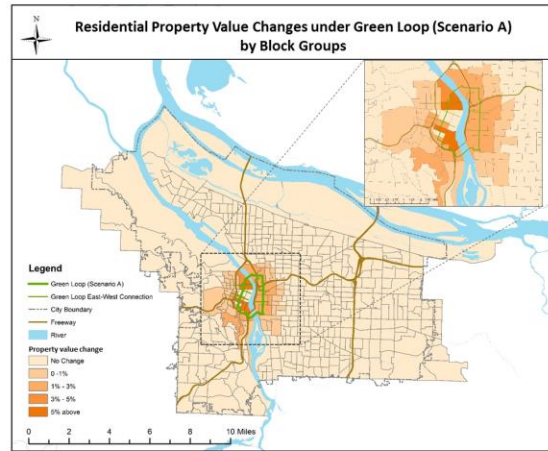 N
Residential Property Value Changes under Green Loop (Scenario A)
by Block Groups
Legend
Green Loop (Scenario A)
Green Loop East-West Connection
City Boundary
Freeway
River
Property value change
No Change
0 -1%
1% - 3%
3% - 5%
5% above
0 2 4 6 8 10 Miles